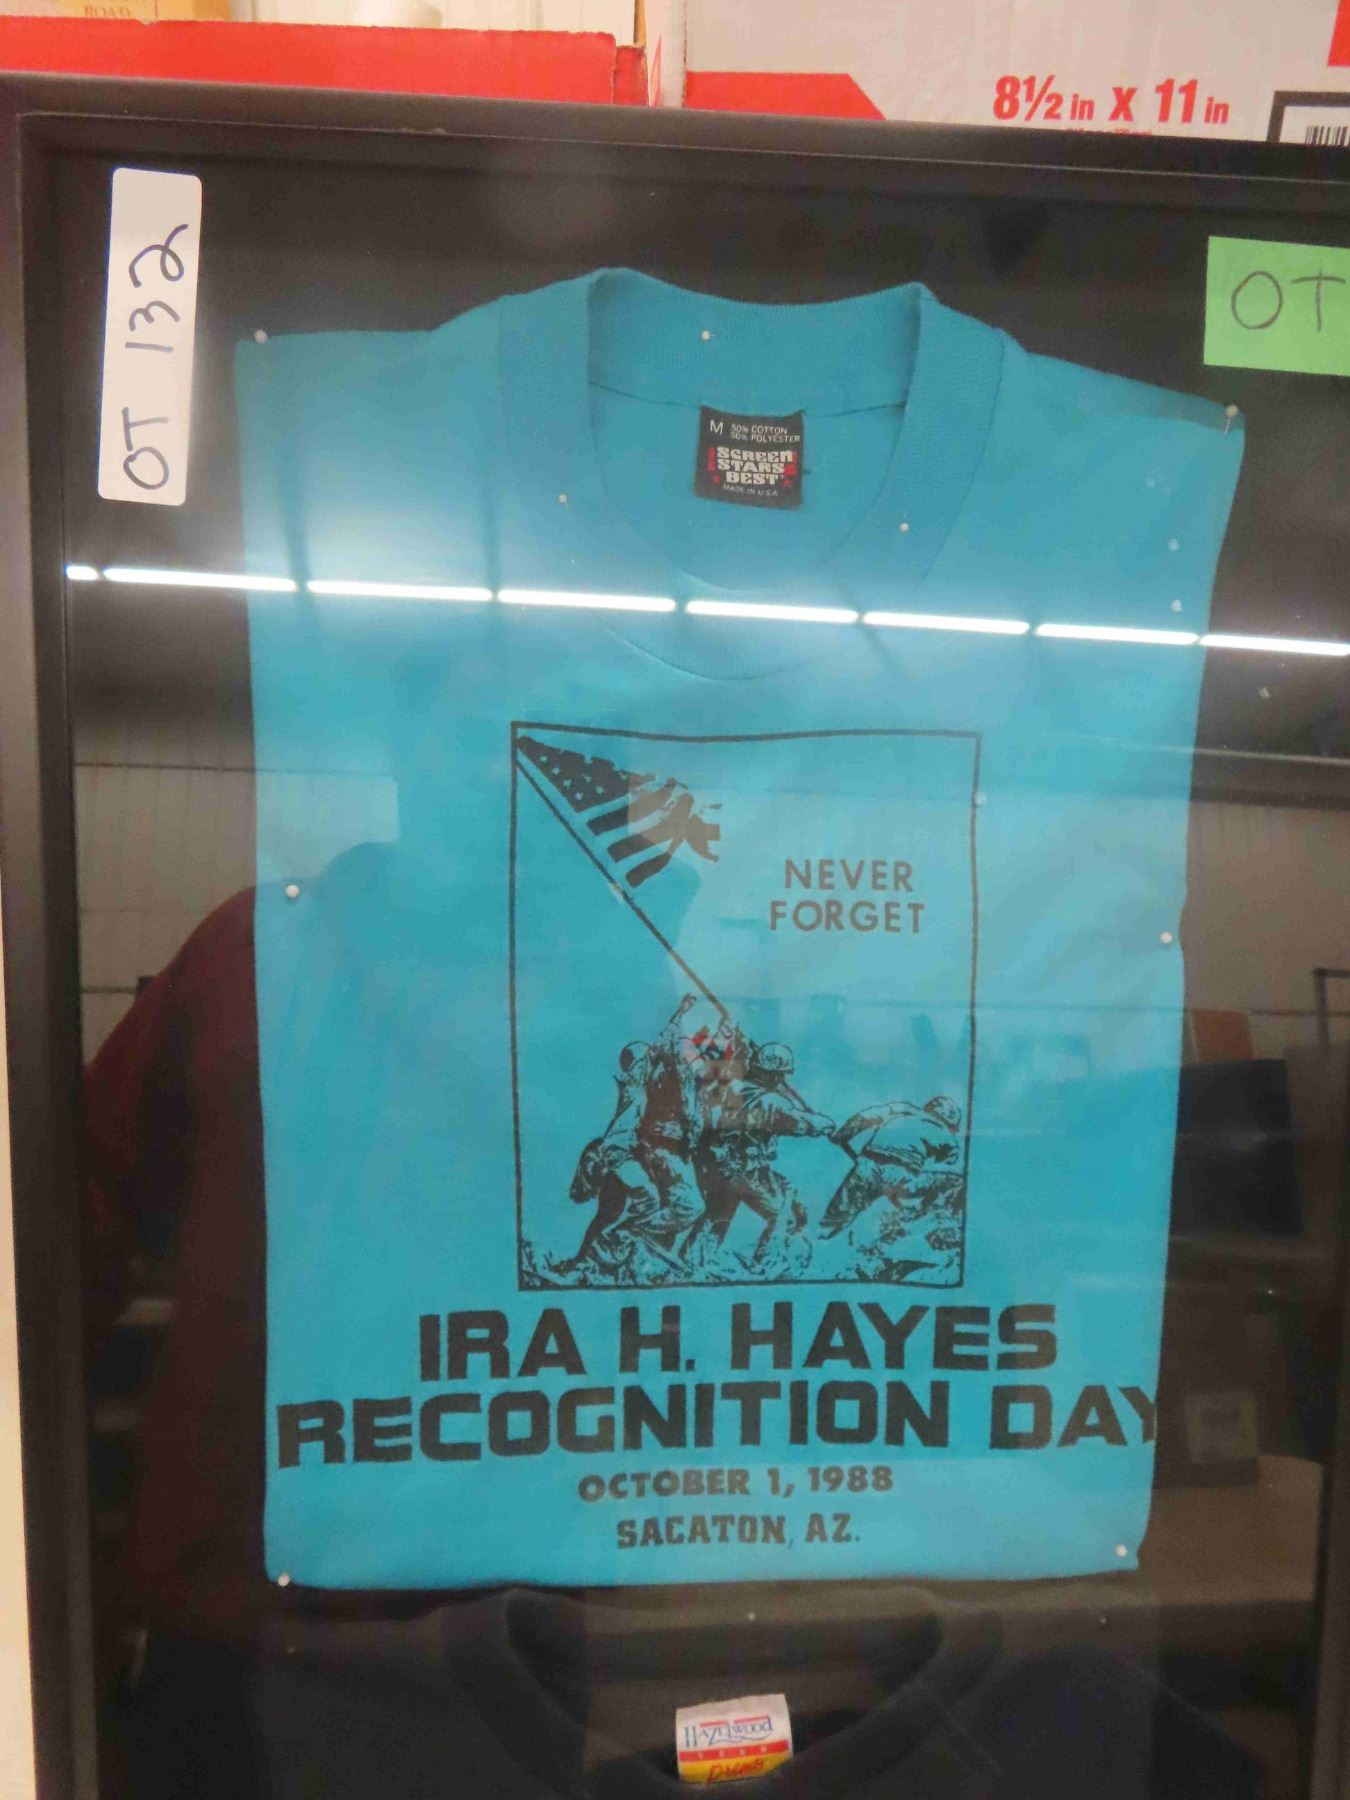 ROAD
8½ in x 11 in
OT 132
OT
M 50% COTTON
50% POLYESTER
SCREEN
STARS
BEST
MADE IN U.S.A
NEVER
FORGET
IRA H. HAYES
RECOGNITION DAY
OCTOBER 1, 1988
SACATON, AZ.
HAZELWOOD